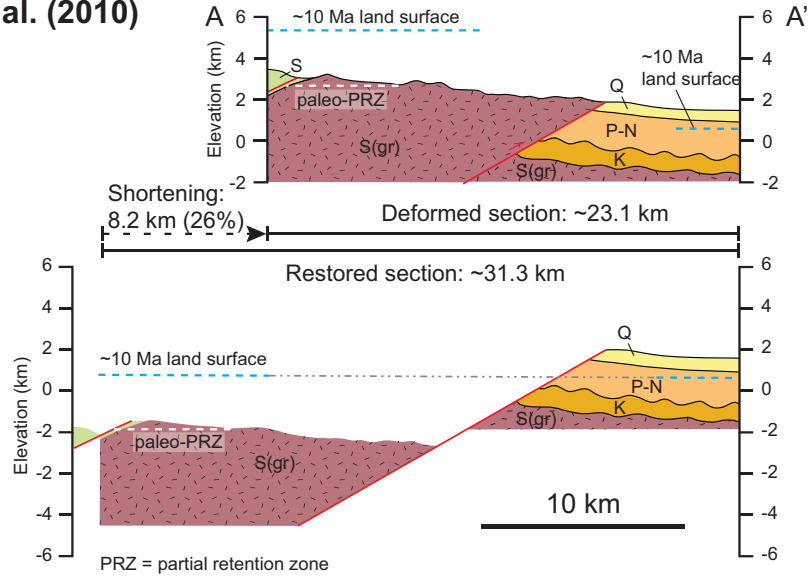 al. (2010)
A
A'
6
4
2
0
-2
Elevation (km)
~10 Ma land surface
S
paleo-PRZ
S(gr)
~10 Ma
land surface
Q
P-N
K
S(gr)
6
4
2
0
-2
Shortening:
8.2 km (26%)
Deformed section: ~23.1 km
Restored section: ~31.3 km
6
4
2
0
-2
-4
-6
Elevation (km)
~10 Ma land surface
paleo-PRZ
S(gr)
Q
P-N
K
S(gr)
6
4
2
0
-2
-4
-6
10 km
PRZ = partial retention zone